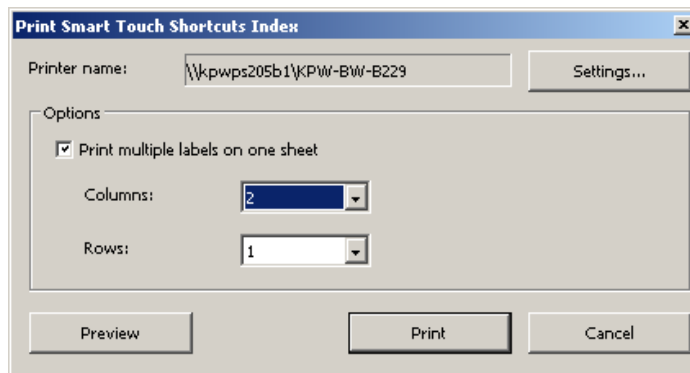 Print Smart Touch Shortcuts Index
Printer name: \\kpwps205b1\KPW-BW-B229 Settings...
Options
Print multiple labels on one sheet
Columns: 2
Rows: 1
Preview Print Cancel